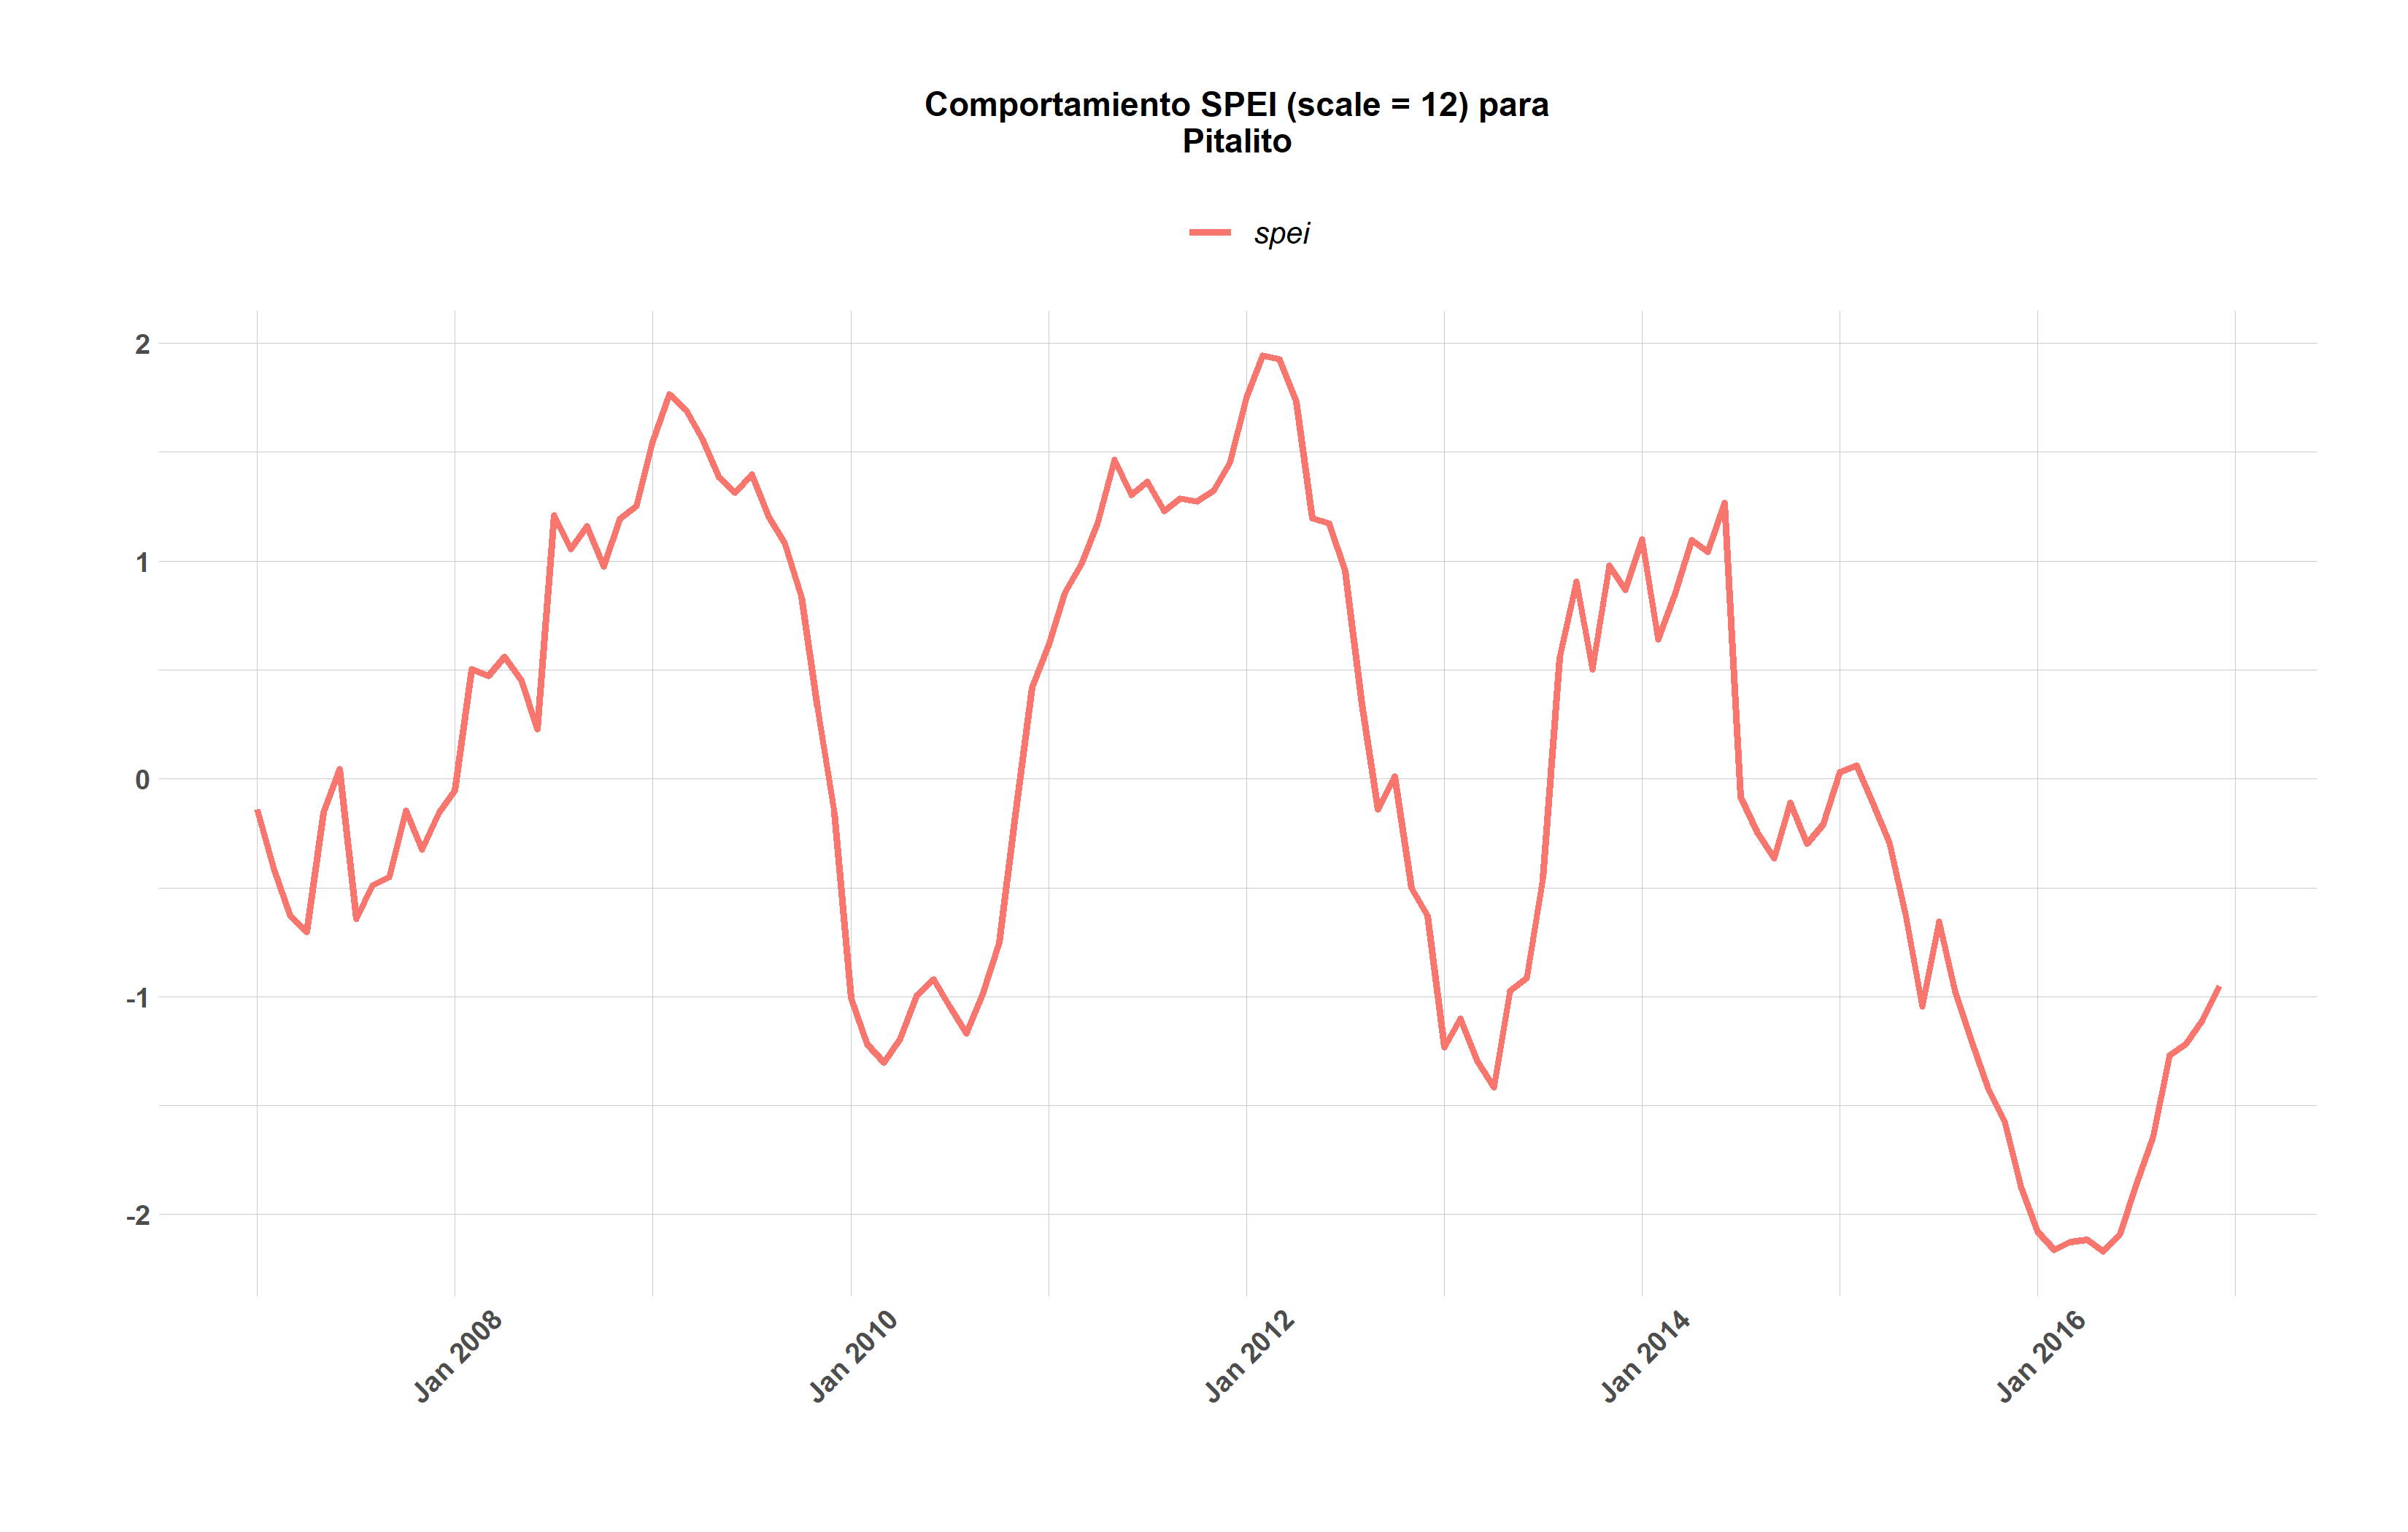 Comportamiento SPEI (scale = 12) para
Pitalito
spei
2
1
0
-1
-2
Jan 2008
Jan 2010
Jan 2012
Jan 2014
Jan 2016